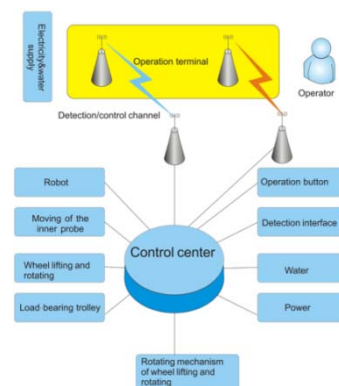 Electricity&water
supply
Operation terminal
Operator
Detection/control channel
Robot
Operation button
Moving of the
inner probe
Detection interface
Control center
Wheel lifting and
rotating
Water
Load bearing trolley
Power
Rotating mechanism
of wheel lifting and
rotating